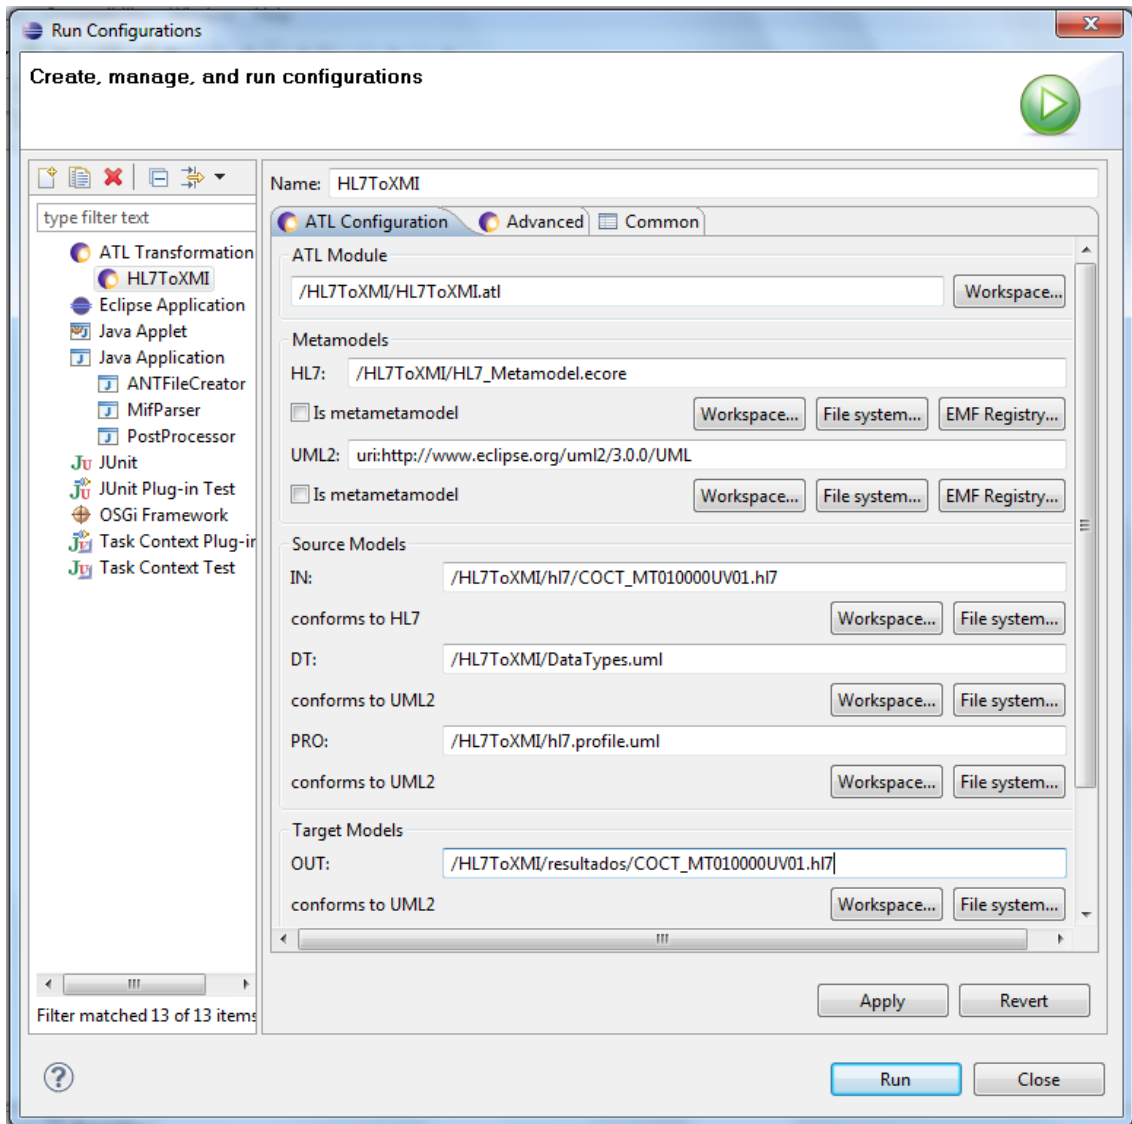 Run Configurations
Create, manage, and run configurations
type filter text
ATL Transformation
HL7ToXMI
Eclipse Application
Java Applet
Java Application
ANTFileCreator
MifParser
PostProcessor
JUnit
JUnit Plug-in Test
OSGi Framework
Task Context Plug-in
Task Context Test
Filter matched 13 of 13 items
Name: HL7ToXMI
ATL Configuration Advanced Common
ATL Module
/HL7ToXMI/HL7ToXMI.atl Workspace...
Metamodels
HL7: /HL7ToXMI/HL7_Metamodel.ecore
Is metametamodel Workspace... File system... EMF Registry...
UML2: uri:http://www.eclipse.org/uml2/3.0.0/UML
Is metametamodel Workspace... File system... EMF Registry...
Source Models
IN: /HL7ToXMI/hl7/COCT_MT010000UV01.hl7
conforms to HL7 Workspace... File system...
DT: /HL7ToXMI/DataTypes.uml
conforms to UML2 Workspace... File system...
PRO: /HL7ToXMI/hl7.profile.uml
conforms to UML2 Workspace... File system...
Target Models
OUT: /HL7ToXMI/resultados/COCT_MT010000UV01.hl7
conforms to UML2 Workspace... File system...
Apply Revert
Run Close